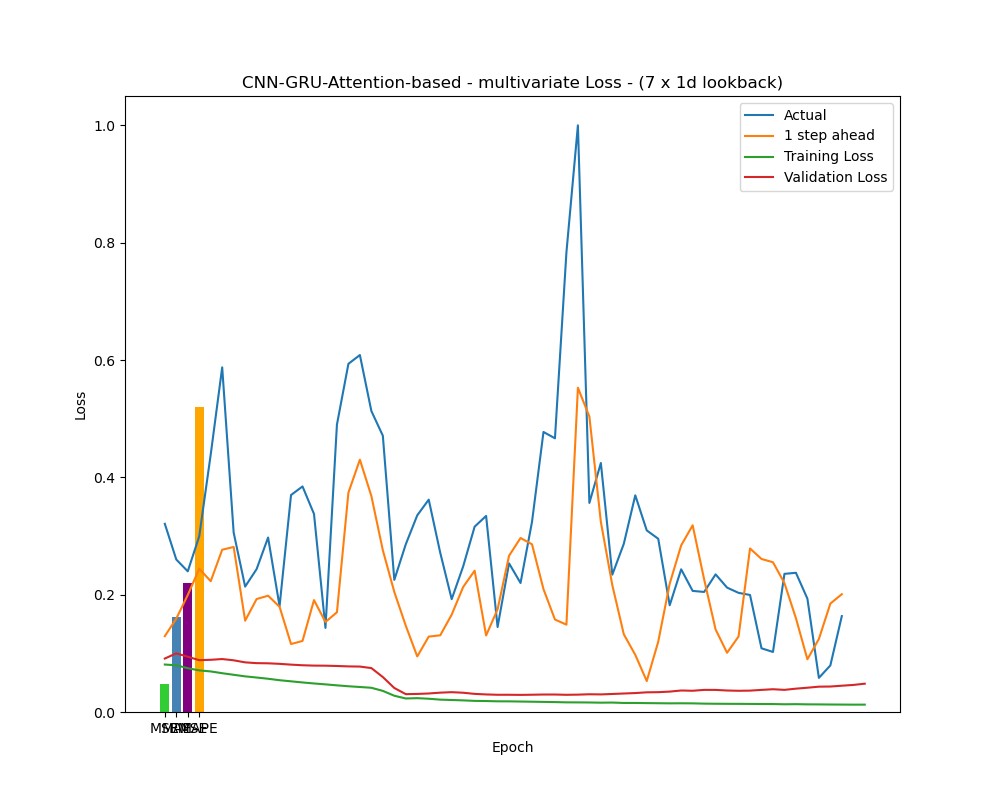 CNN-GRU-Attention-based - multivariate Loss - (7 x 1d lookback)
Actual
1 step ahead
Training Loss
Validation Loss
1.0
0.8
0.6
0.4
0.2
0.0
Loss
Epoch